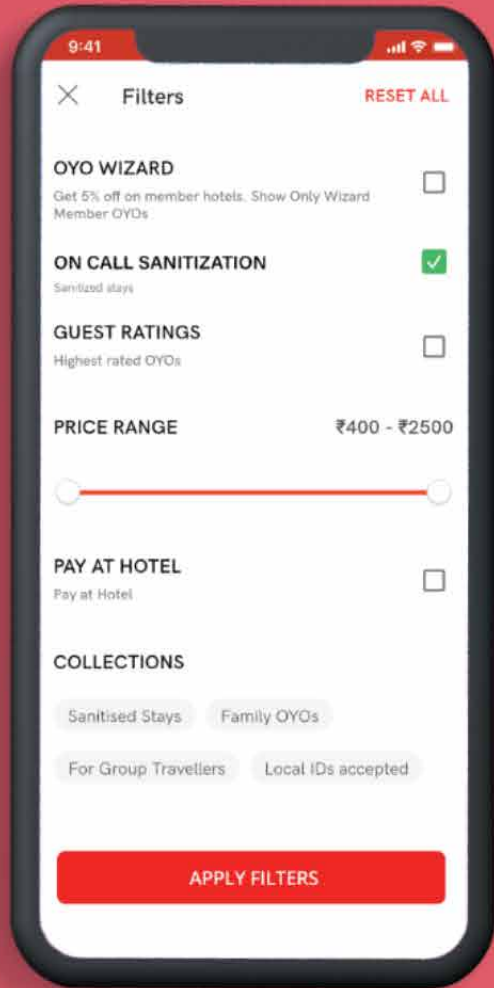 9:41
Filters
RESET ALL
OYO WIZARD
Get 5% off on member hotels. Show Only Wizard
Member OYOs
ON CALL SANITIZATION
Sanitized stays
GUEST RATINGS
Highest rated OYOs
PRICE RANGE
₹400 - ₹2500
PAY AT HOTEL
Pay at Hotel
COLLECTIONS
Sanitised Stays
Family OYOs
For Group Travellers
Local IDs accepted
APPLY FILTERS